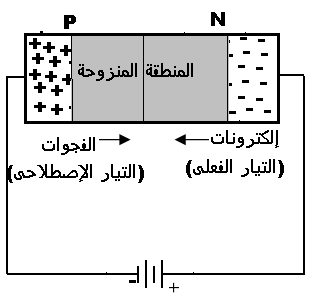 P N
المنطقة المنزوحة
إلكترونات
(التيار الفعلى)
الفجوات
(التيار الإصطلاحى)
- +